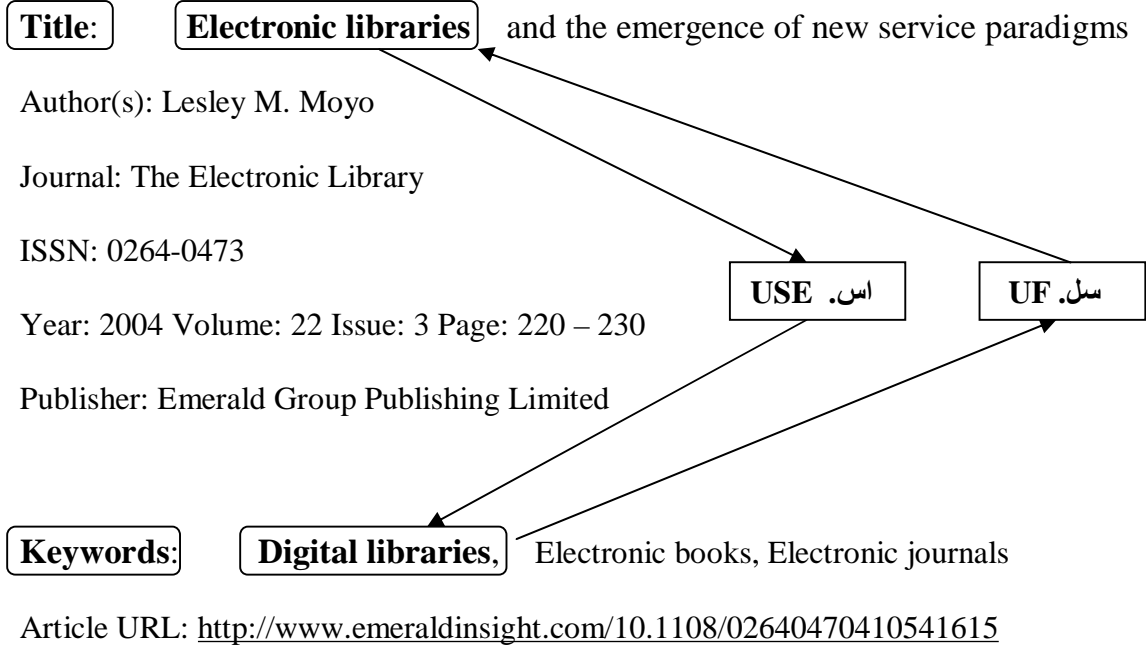 Title: Electronic libraries and the emergence of new service paradigms
Author(s): Lesley M. Moyo
Journal: The Electronic Library
ISSN: 0264-0473
USE اس. UF سل.
Year: 2004 Volume: 22 Issue: 3 Page: 220 – 230
Publisher: Emerald Group Publishing Limited
Keywords: Digital libraries, Electronic books, Electronic journals
Article URL: http://www.emeraldinsight.com/10.1108/02640470410541615